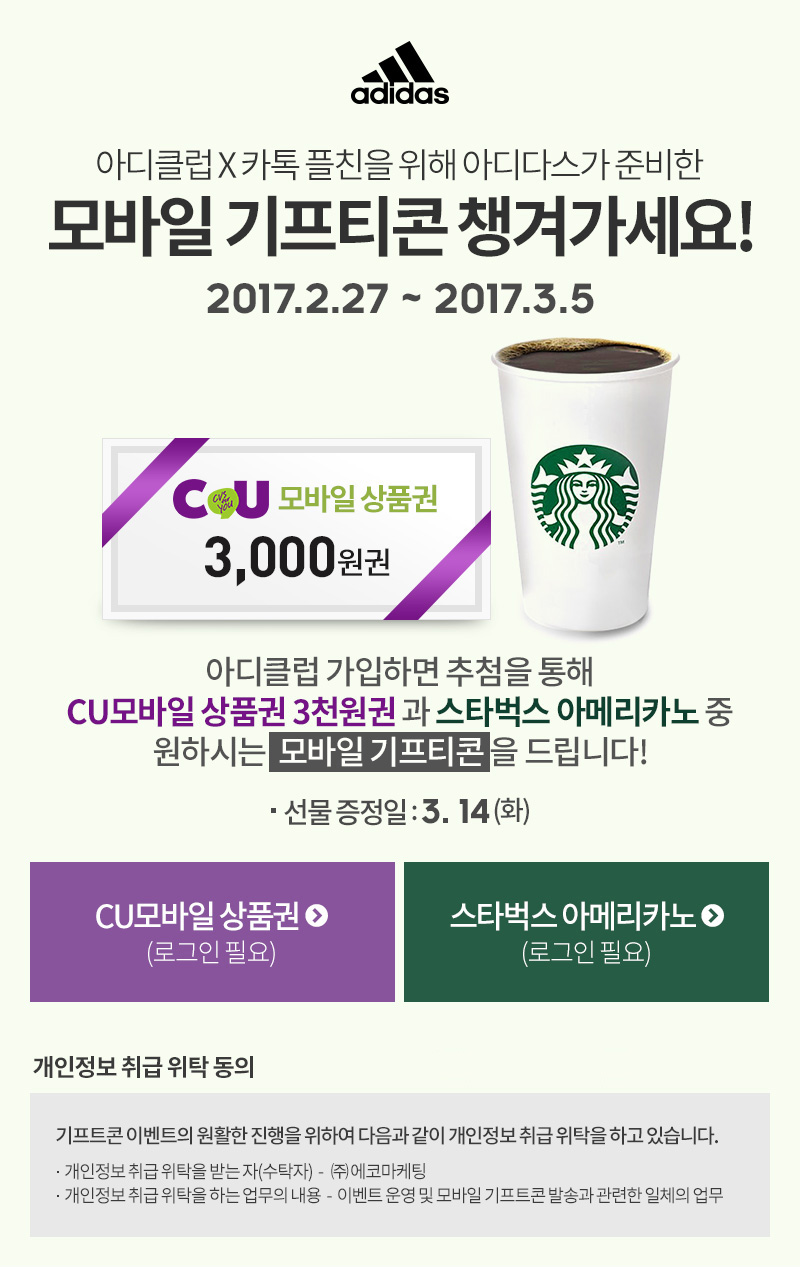 adidas
아디클럽 X 카톡 플친을 위해 아디다스가 준비한
모바일 기프티콘 챙겨가세요!
2017.2.27 ~ 2017.3.5
CU 모바일 상품권
CVS for YOU
3,000원권
아디클럽 가입하면 추첨을 통해
CU모바일 상품권 3천원권 과 스타벅스 아메리카노 중
원하시는 모바일 기프티콘을 드립니다!
· 선물 증정일 : 3. 14 (화)
CU모바일 상품권
(로그인 필요)
스타벅스 아메리카노
(로그인 필요)
개인정보 취급 위탁 동의
기프트콘 이벤트의 원활한 진행을 위하여 다음과 같이 개인정보 취급 위탁을 하고 있습니다.
· 개인정보 취급 위탁을 받는 자(수탁자) - ㈜에코마케팅
· 개인정보 취급 위탁을 하는 업무의 내용 - 이벤트 운영 및 모바일 기프트콘 발송과 관련한 일체의 업무